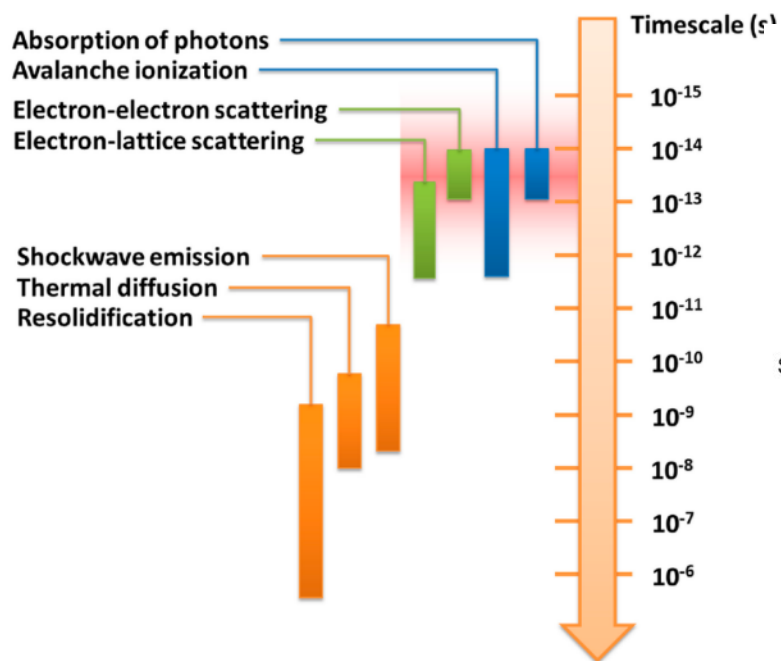 Absorption of photons
Avalanche ionization
Electron-electron scattering
Electron-lattice scattering
Shockwave emission
Thermal diffusion
Resolidification
Timescale (s)
10⁻¹⁵
10⁻¹⁴
10⁻¹³
10⁻¹²
10⁻¹¹
10⁻¹⁰
10⁻⁹
10⁻⁸
10⁻⁷
10⁻⁶